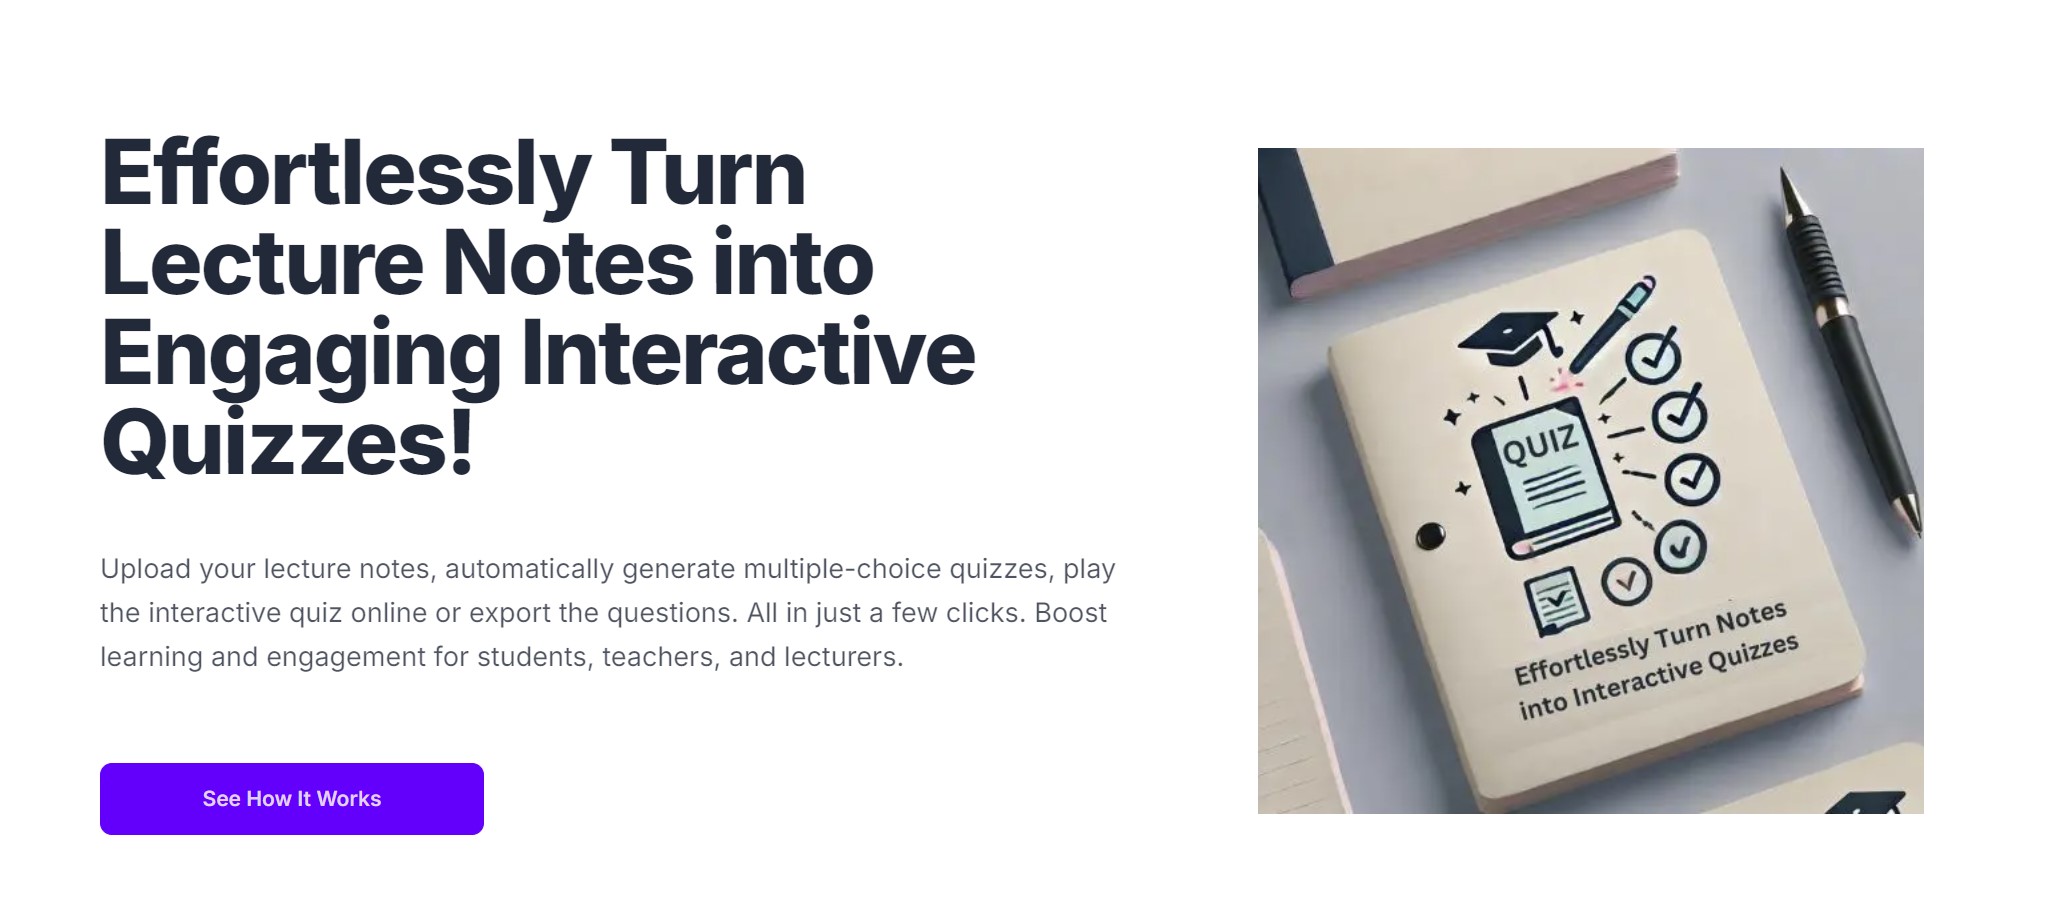 Effortlessly Turn
Lecture Notes into
Engaging Interactive
Quizzes!
Upload your lecture notes, automatically generate multiple-choice quizzes, play
the interactive quiz online or export the questions. All in just a few clicks. Boost
learning and engagement for students, teachers, and lecturers.
See How It Works
QUIZ
Effortlessly Turn Notes
into Interactive Quizzes